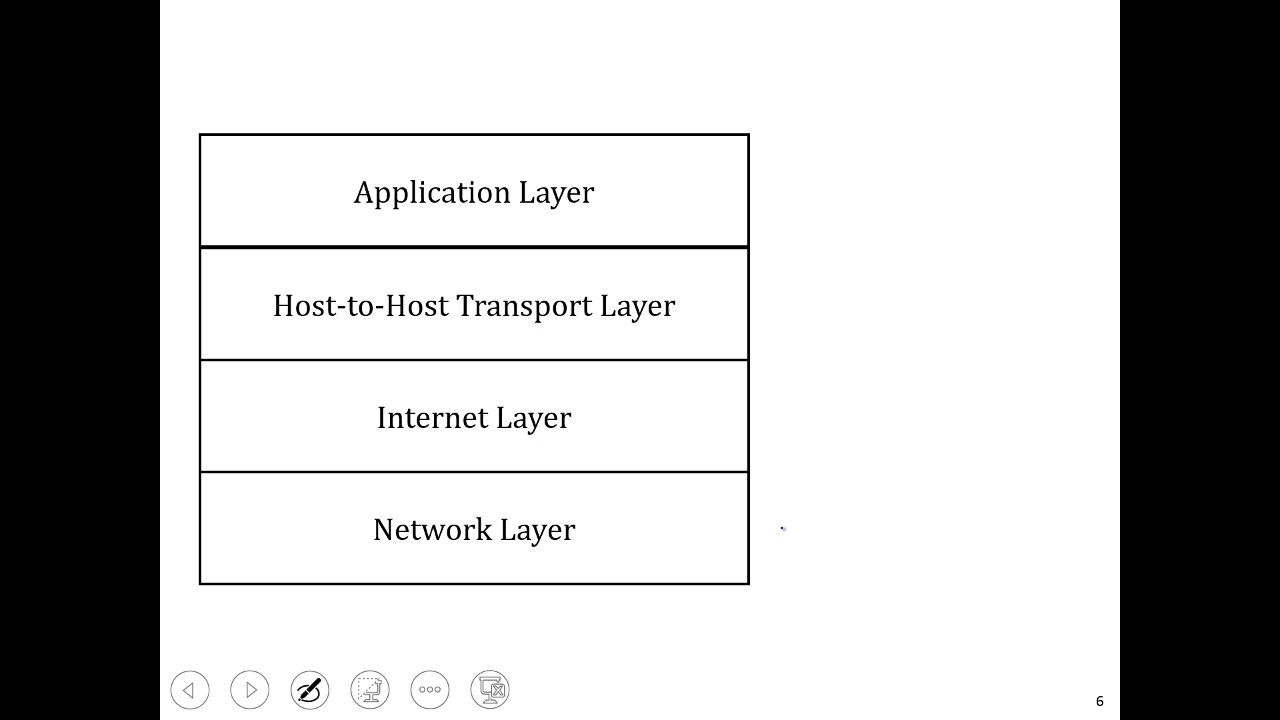 Application Layer
Host-to-Host Transport Layer
Internet Layer
Network Layer
6